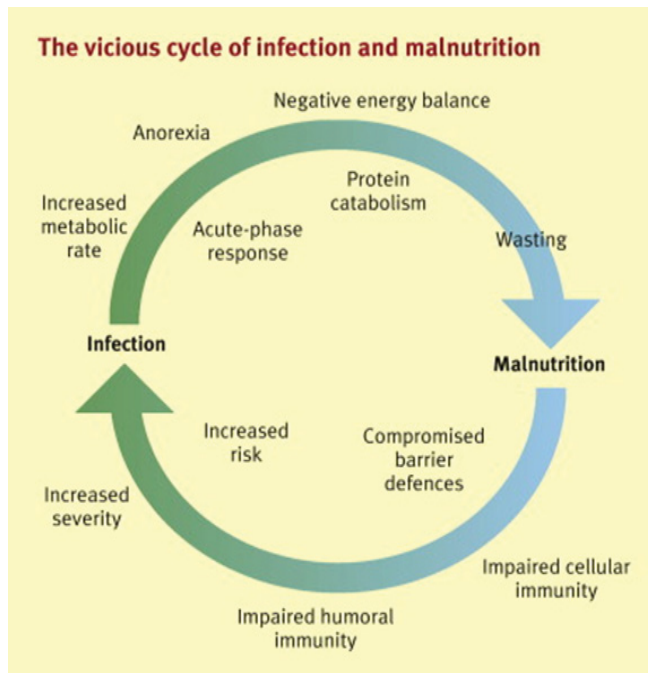 The vicious cycle of infection and malnutrition
Negative energy balance
Anorexia
Protein
catabolism
Increased
metabolic
rate
Acute-phase
response
Wasting
Infection
Malnutrition
Increased
risk
Compromised
barrier
defences
Increased
severity
Impaired cellular
immunity
Impaired humoral
immunity